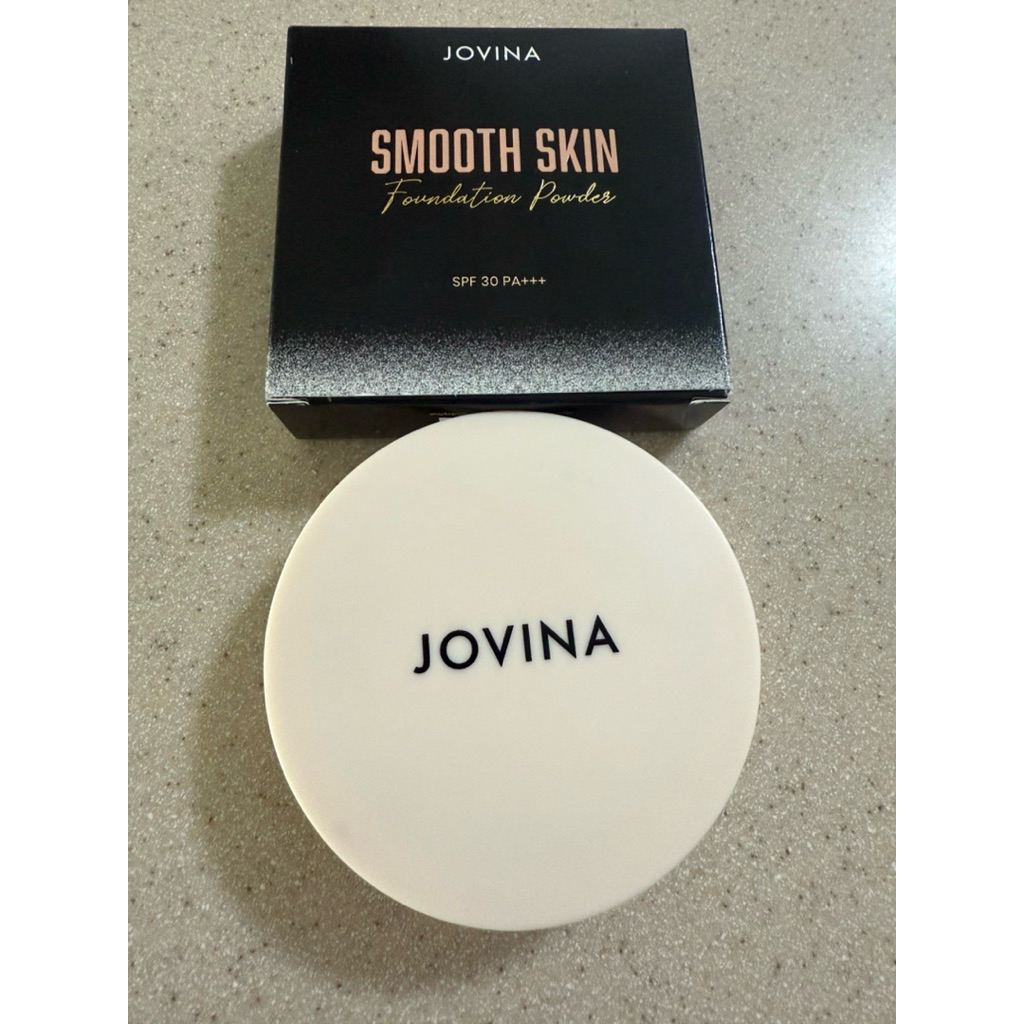 JOVINA
SMOOTH SKIN
Foundation Powder
SPF 30 PA+++
JOVINA